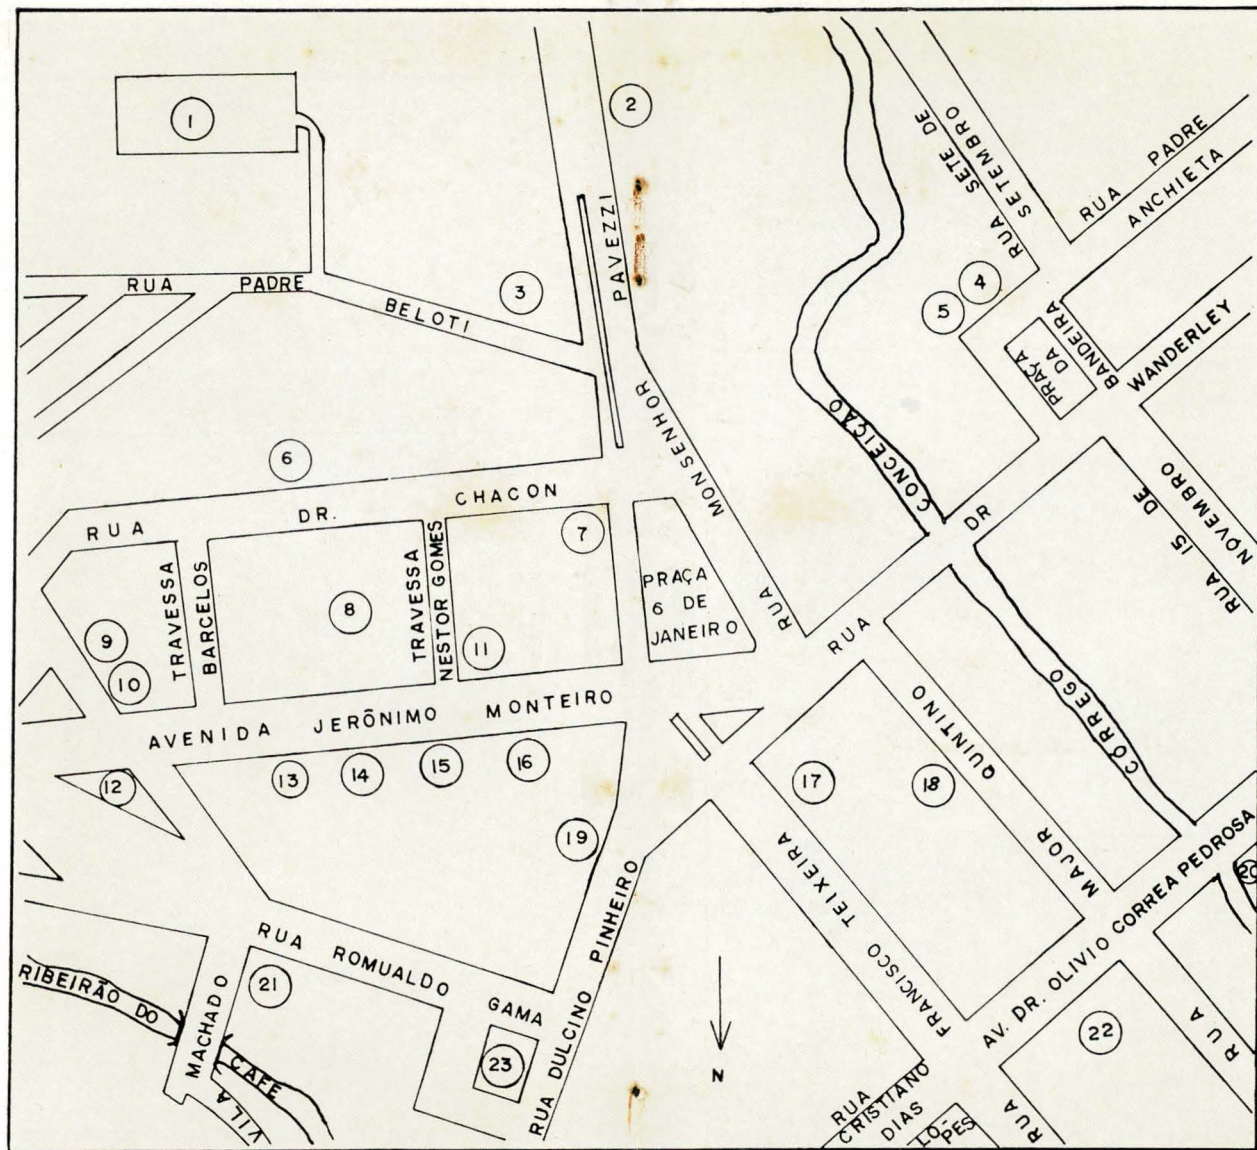 1
2
RUA SETE DE
SETEMBRO
RUA PADRE
ANCHIETA
RUA PADRE
BELOTI
3
PAVEZZI
MONSENHOR
RUA
4
5
PRAÇA
DA
BANDEIRA
WANDERLEY
DR
RUA
6
CONCEIÇÃO
CÓRREGO
RUA 15 DE
NOVEMBRO
RUA DR. CHACON
7
TRAVESSA
BARCELOS
8
TRAVESSA
NESTOR GOMES
PRAÇA
6 DE
JANEIRO
9
10
11
AVENIDA JERÔNIMO MONTEIRO
12
13
14
15
16
17
18
MAJOR QUINTINO
19
FRANCISCO TEIXEIRA
AV. DR. OLIVIO CORREA PEDROSA
20
RUA ROMUALDO GAMA
RUA DULCINO PINHEIRO
RIBEIRÃO DO
CAFÉ
21
VILA
MACHADO
22
23
N
RUA
CRISTIANO
DIAS
LO-
PES
RUA
RUA